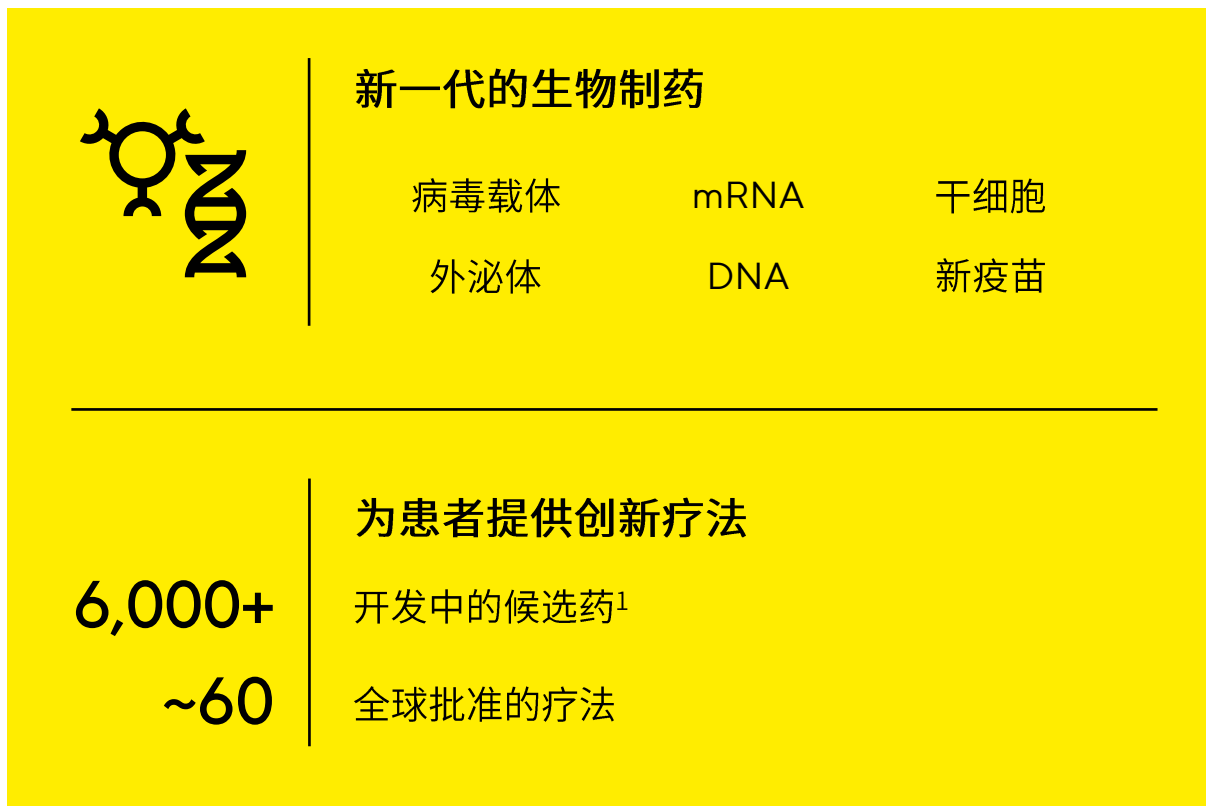 新一代的生物制药
病毒载体 mRNA 干细胞
外泌体 DNA 新疫苗
为患者提供创新疗法
6,000+ 开发中的候选药1
~60 全球批准的疗法